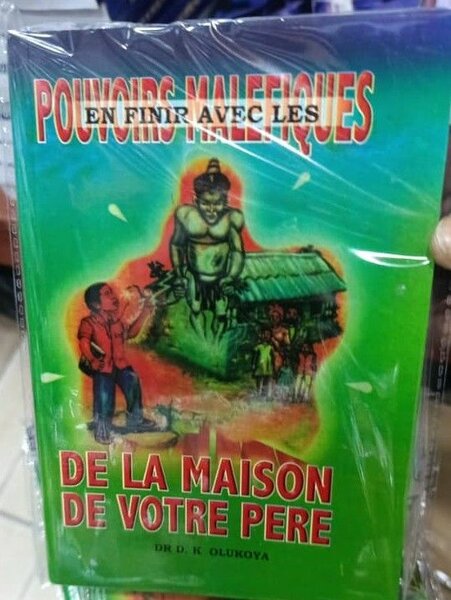 EN FINIR AVEC LES
POUVOIRS MALEFIQUES
DE LA MAISON
DE VOTRE PERE
DR D. K OLUKOYA